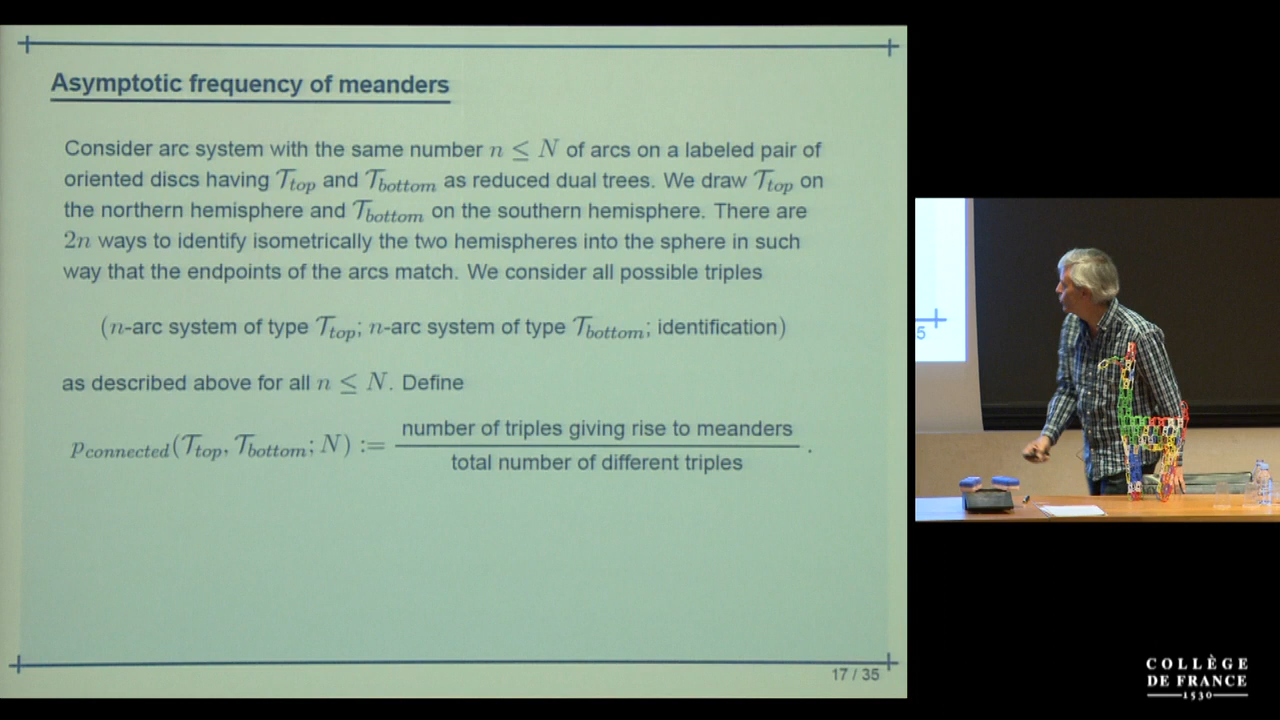 Asymptotic frequency of meanders
Consider arc system with the same number n ≤ N of arcs on a labeled pair of
oriented discs having 𝒯_top and 𝒯_bottom as reduced dual trees. We draw 𝒯_top on
the northern hemisphere and 𝒯_bottom on the southern hemisphere. There are
2n ways to identify isometrically the two hemispheres into the sphere in such
way that the endpoints of the arcs match. We consider all possible triples
(n-arc system of type 𝒯_top; n-arc system of type 𝒯_bottom; identification)
as described above for all n ≤ N. Define
p_connected(𝒯_top, 𝒯_bottom; N) := number of triples giving rise to meanders / total number of different triples .
17 / 35
5
COLLÈGE
DE FRANCE
1530